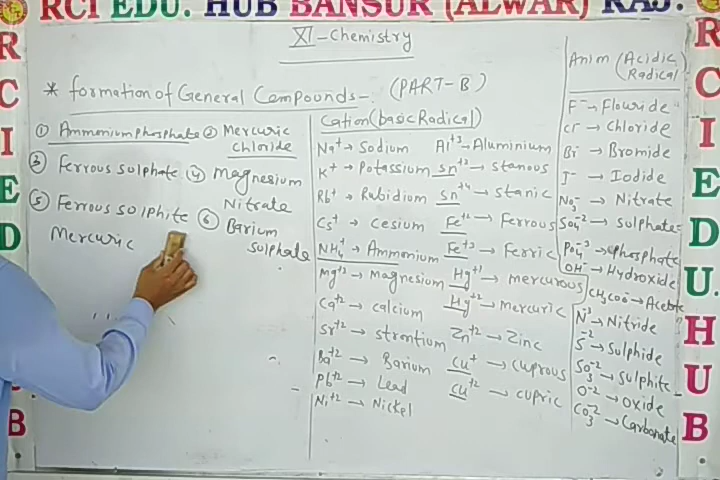 RCI EDU. HUB BANSUR (ALWAR) RAJ.
XI - Chemistry
* formation of General Compounds - (PART-B)
① Ammonium phosphate ② Mercuric chloride
③ Ferrous solphate ④ Magnesium Nitrate
⑤ Ferrous solphite ⑥ Barium sulphate
Mercuric
Cation (basic Radical)
Na⁺ → Sodium Al⁺³ → Aluminium
K⁺ → Potassium Sn⁺² → stanous
Rb⁺ → Rubidium Sn⁺⁴ → stanic
Cs⁺ → cesium Fe⁺² → Ferrous
NH₄⁺ → Ammonium Fe⁺³ → Ferric
Mg⁺² → Magnesium Hg⁺¹ → mercurous
Ca⁺² → calcium Hg⁺² → Mercuric
Sr⁺² → strontium Zn⁺² → Zinc
Ba⁺² → Barium Cu⁺ → cuprous
Pb⁺² → Lead Cu⁺² → cupric
Ni⁺² → Nickel
Anim (Acidic Radical)
F⁻ → Flouride
Cl⁻ → Chloride
Br⁻ → Bromide
I⁻ → Iodide
NO₃⁻ → Nitrate
SO₄⁻² → sulphate
PO₄⁻³ → phosphate
OH⁻ → Hydroxide
CH₃COO⁻ → Acetate
N⁻³ → Nitride
S⁻² → Sulphide
SO₃⁻² → Sulphite
O⁻² → oxide
CO₃⁻² → Carbonate
R
C
I
E
D
B
R
C
I
E
D
U.
H
U
B